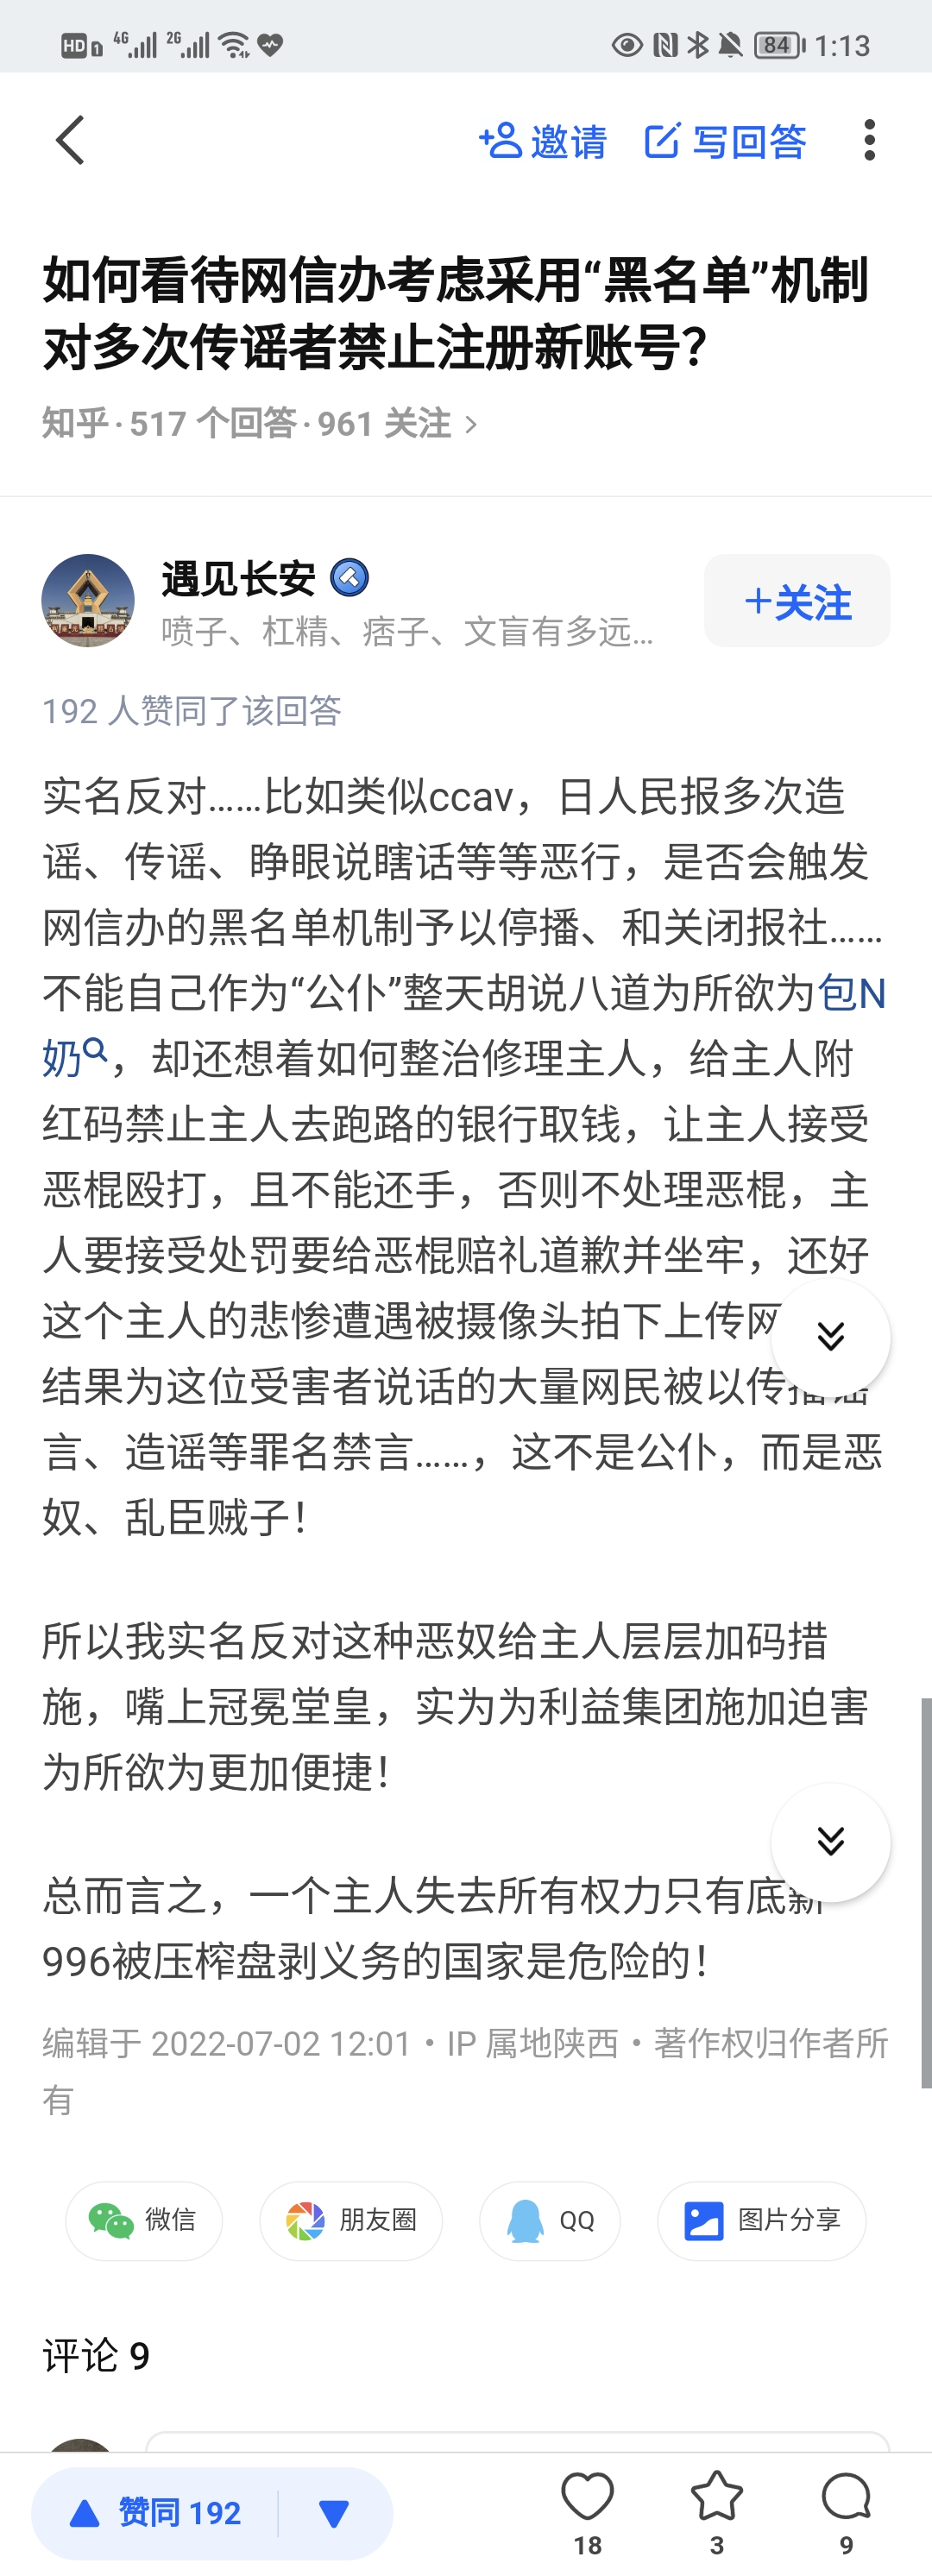 HD 1 4G 2G 84 1:13
邀请 写回答
如何看待网信办考虑采用“黑名单”机制
对多次传谣者禁止注册新账号?
知乎·517 个回答·961 关注 >
遇见长安
+关注
喷子、杠精、痞子、文盲有多远...
192 人赞同了该回答
实名反对......比如类似ccav，日人民报多次造
谣、传谣、睁眼说瞎话等等恶行，是否会触发
网信办的黑名单机制予以停播、和关闭报社......
不能自己作为“公仆”整天胡说八道为所欲为包N
奶，却还想着如何整治修理主人，给主人附
红码禁止主人去跑路的银行取钱，让主人接受
恶棍殴打，且不能还手，否则不处理恶棍，主
人要接受处罚要给恶棍赔礼道歉并坐牢，还好
这个主人的悲惨遭遇被摄像头拍下上传网
结果为这位受害者说话的大量网民被以传播谣
言、造谣等罪名禁言......，这不是公仆，而是恶
奴、乱臣贼子！
所以我实名反对这种恶奴给主人层层加码措
施，嘴上冠冕堂皇，实为为利益集团施加迫害
为所欲为更加便捷！
总而言之，一个主人失去所有权力只有底薪
996被压榨盘剥义务的国家是危险的！
编辑于 2022-07-02 12:01・IP 属地陕西・著作权归作者所
有
微信 朋友圈 QQ 图片分享
评论 9
赞同 192 18 3 9